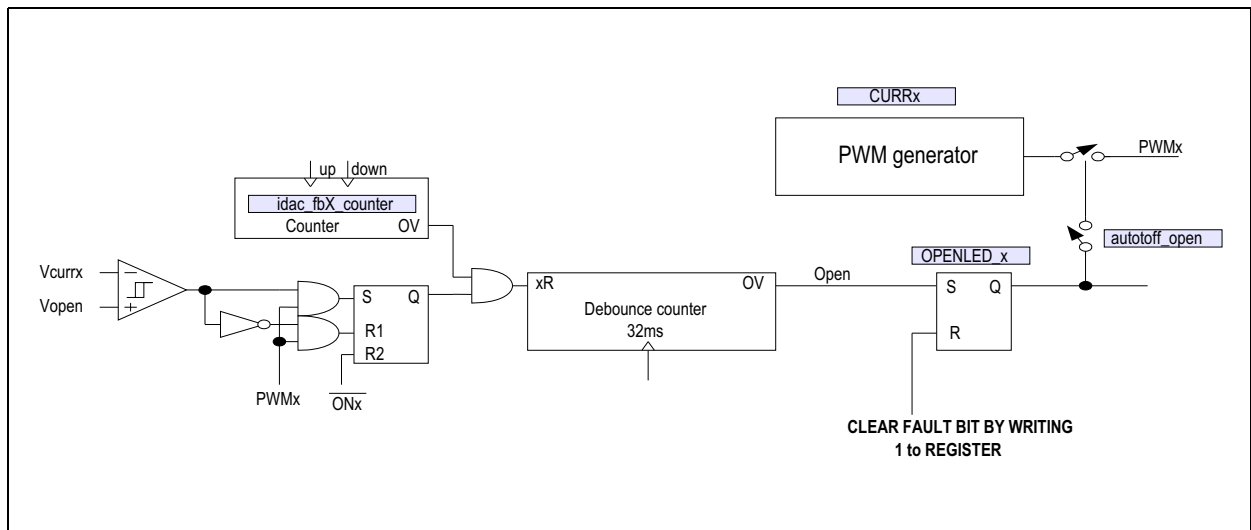 CURRx
PWM generator
PWMx
up down
idac_fbX_counter
Counter OV
autotoff_open
OPENLED_x
Vcurrx
Vopen
− +
S Q
R1
R2
xR OV
Debounce counter
32ms
Open
S Q
R
PWMx
ONx
CLEAR FAULT BIT BY WRITING
1 to REGISTER